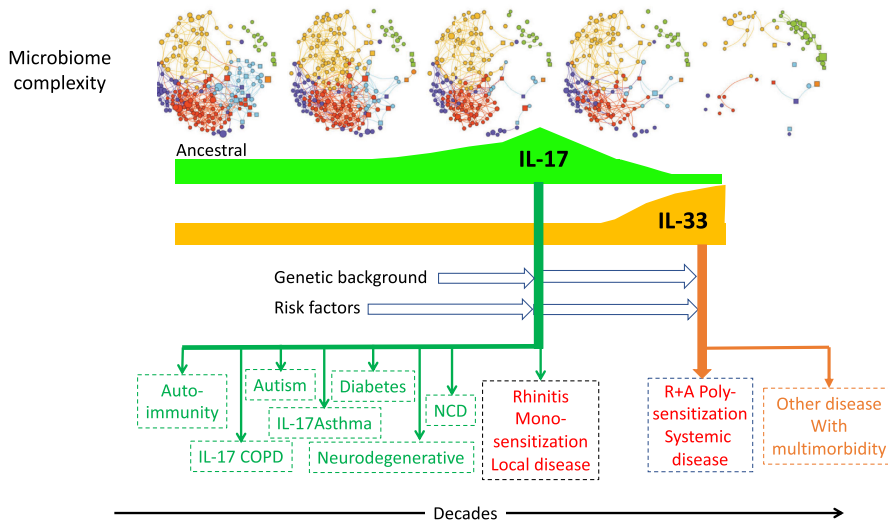 Microbiome
complexity
Ancestral
IL-17
IL-33
Genetic background
Risk factors
Auto-
immunity
IL-17 COPD
Autism
IL-17Asthma
Diabetes
Neurodegenerative
NCD
Rhinitis
Mono-
sensitization
Local disease
R+A Poly-
sensitization
Systemic
disease
Other disease
With
multimorbidity
Decades